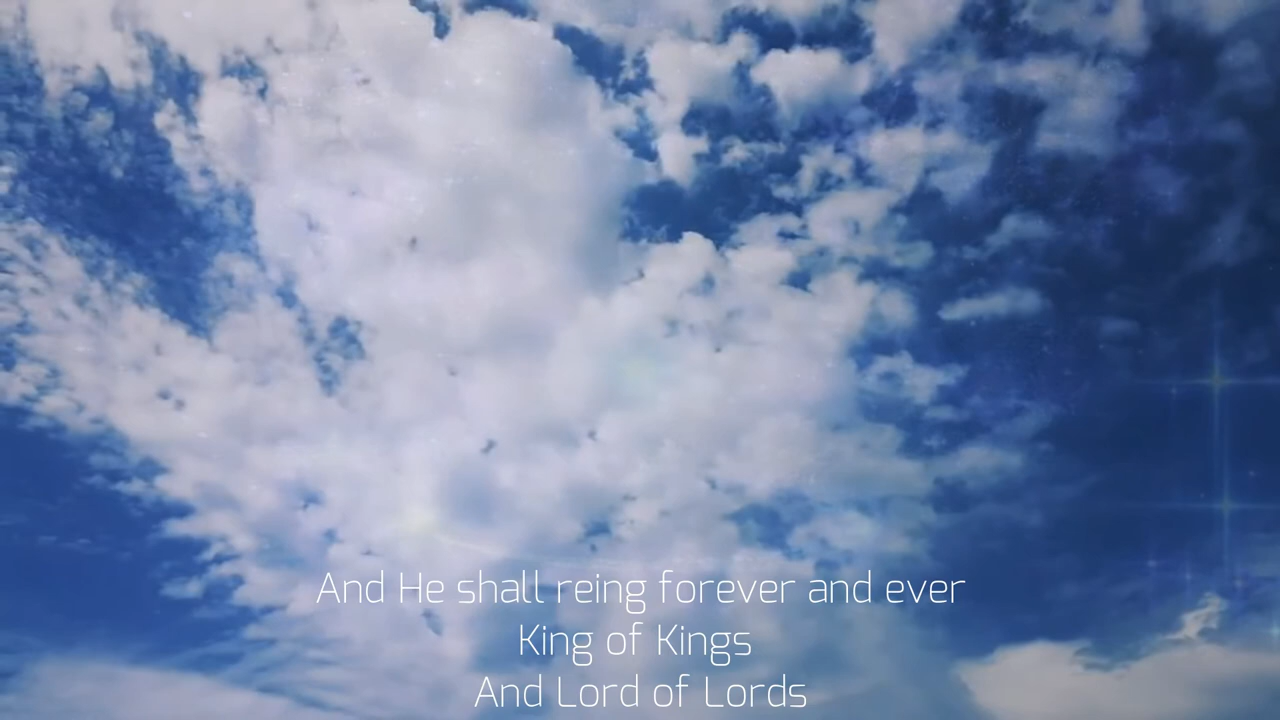 And He shall reing forever and ever
King of Kings
And Lord of Lords